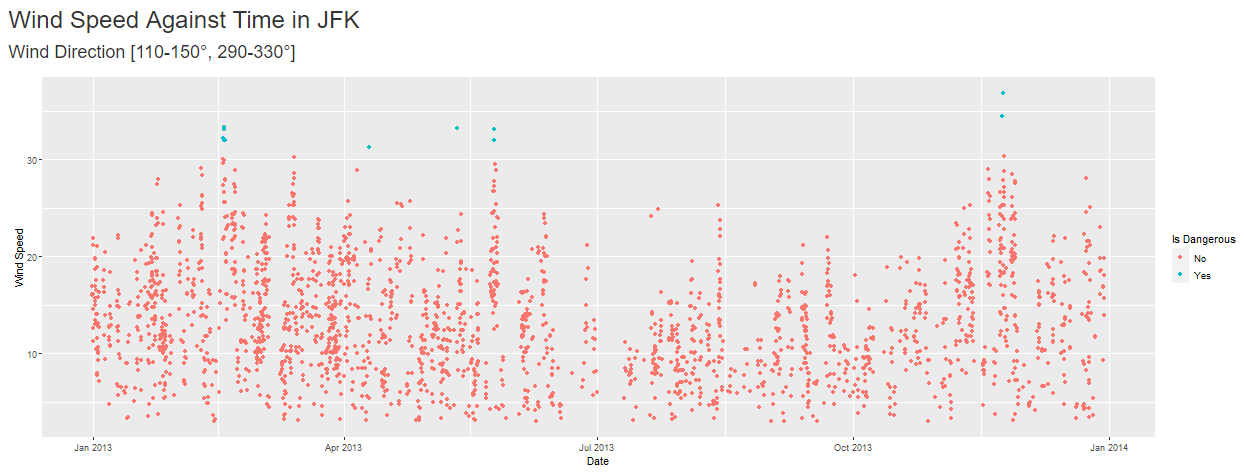 Wind Speed Against Time in JFK
Wind Direction [110-150°, 290-330°]
30
20
10
Wind Speed
Jan 2013
Apr 2013
Jul 2013
Oct 2013
Jan 2014
Date
Is Dangerous
No
Yes